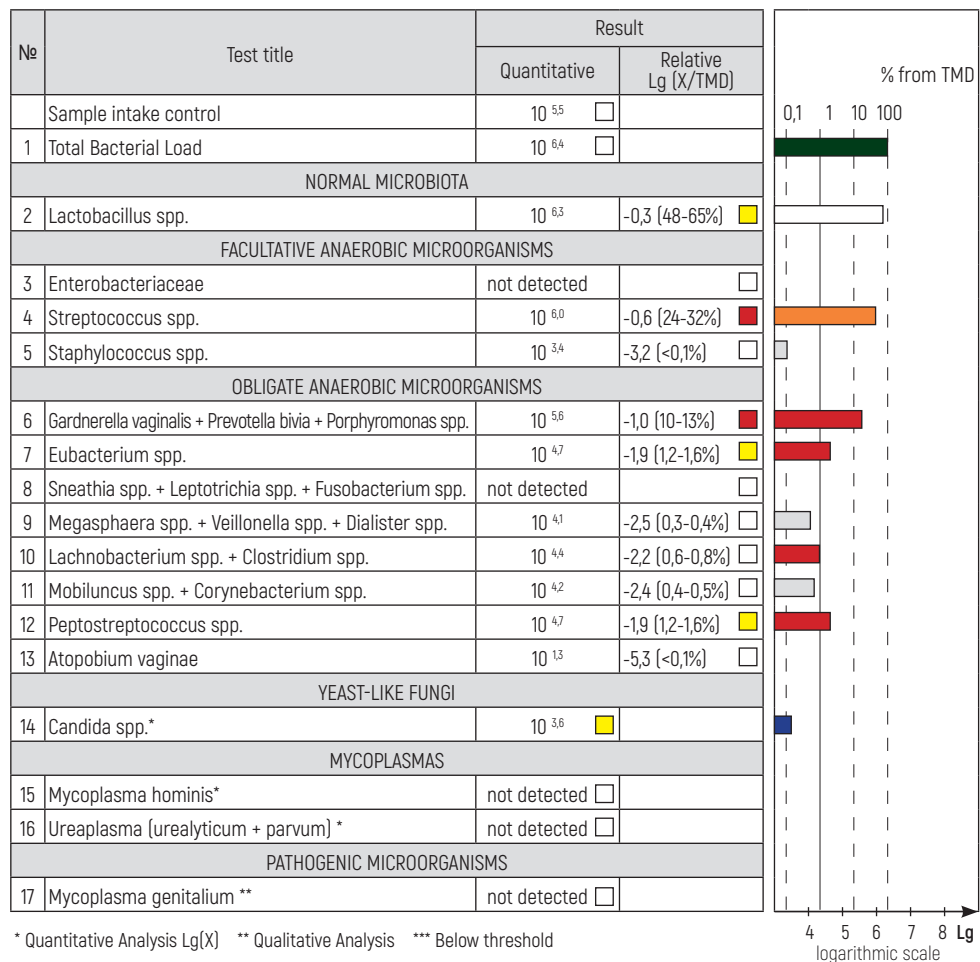 № Test title Result
Quantitative Relative Lg (X/TMD)
% from TMD
0,1 1 10 100
Sample intake control 10 5,5
1 Total Bacterial Load 10 6,4
NORMAL MICROBIOTA
2 Lactobacillus spp. 10 6,3 -0,3 (48-65%)
FACULTATIVE ANAEROBIC MICROORGANISMS
3 Enterobacteriaceae not detected
4 Streptococcus spp. 10 6,0 -0,6 (24-32%)
5 Staphylococcus spp. 10 3,4 -3,2 (<0,1%)
OBLIGATE ANAEROBIC MICROORGANISMS
6 Gardnerella vaginalis + Prevotella bivia + Porphyromonas spp. 10 5,6 -1,0 (10-13%)
7 Eubacterium spp. 10 4,7 -1,9 (1,2-1,6%)
8 Sneathia spp. + Leptotrichia spp. + Fusobacterium spp. not detected
9 Megasphaera spp. + Veillonella spp. + Dialister spp. 10 4,1 -2,5 (0,3-0,4%)
10 Lachnobacterium spp. + Clostridium spp. 10 4,4 -2,2 (0,6-0,8%)
11 Mobiluncus spp. + Corynebacterium spp. 10 4,2 -2,4 (0,4-0,5%)
12 Peptostreptococcus spp. 10 4,7 -1,9 (1,2-1,6%)
13 Atopobium vaginae 10 1,3 -5,3 (<0,1%)
YEAST-LIKE FUNGI
14 Candida spp.* 10 3,6
MYCOPLASMAS
15 Mycoplasma hominis* not detected
16 Ureaplasma (urealyticum + parvum) * not detected
PATHOGENIC MICROORGANISMS
17 Mycoplasma genitalium ** not detected
* Quantitative Analysis Lg(X) ** Qualitative Analysis *** Below threshold
4 5 6 7 8 Lg
logarithmic scale